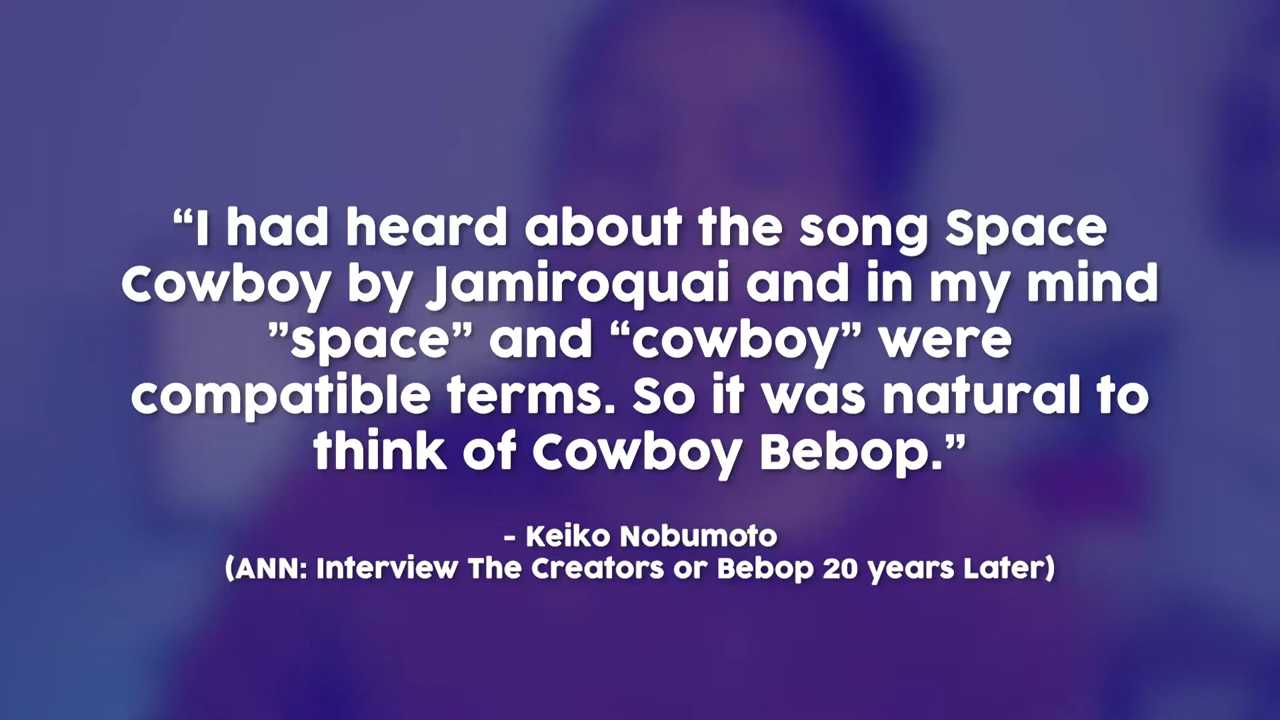 “I had heard about the song Space
Cowboy by Jamiroquai and in my mind
”space” and “cowboy” were
compatible terms. So it was natural to
think of Cowboy Bebop.”
- Keiko Nobumoto
(ANN: Interview The Creators or Bebop 20 years Later)